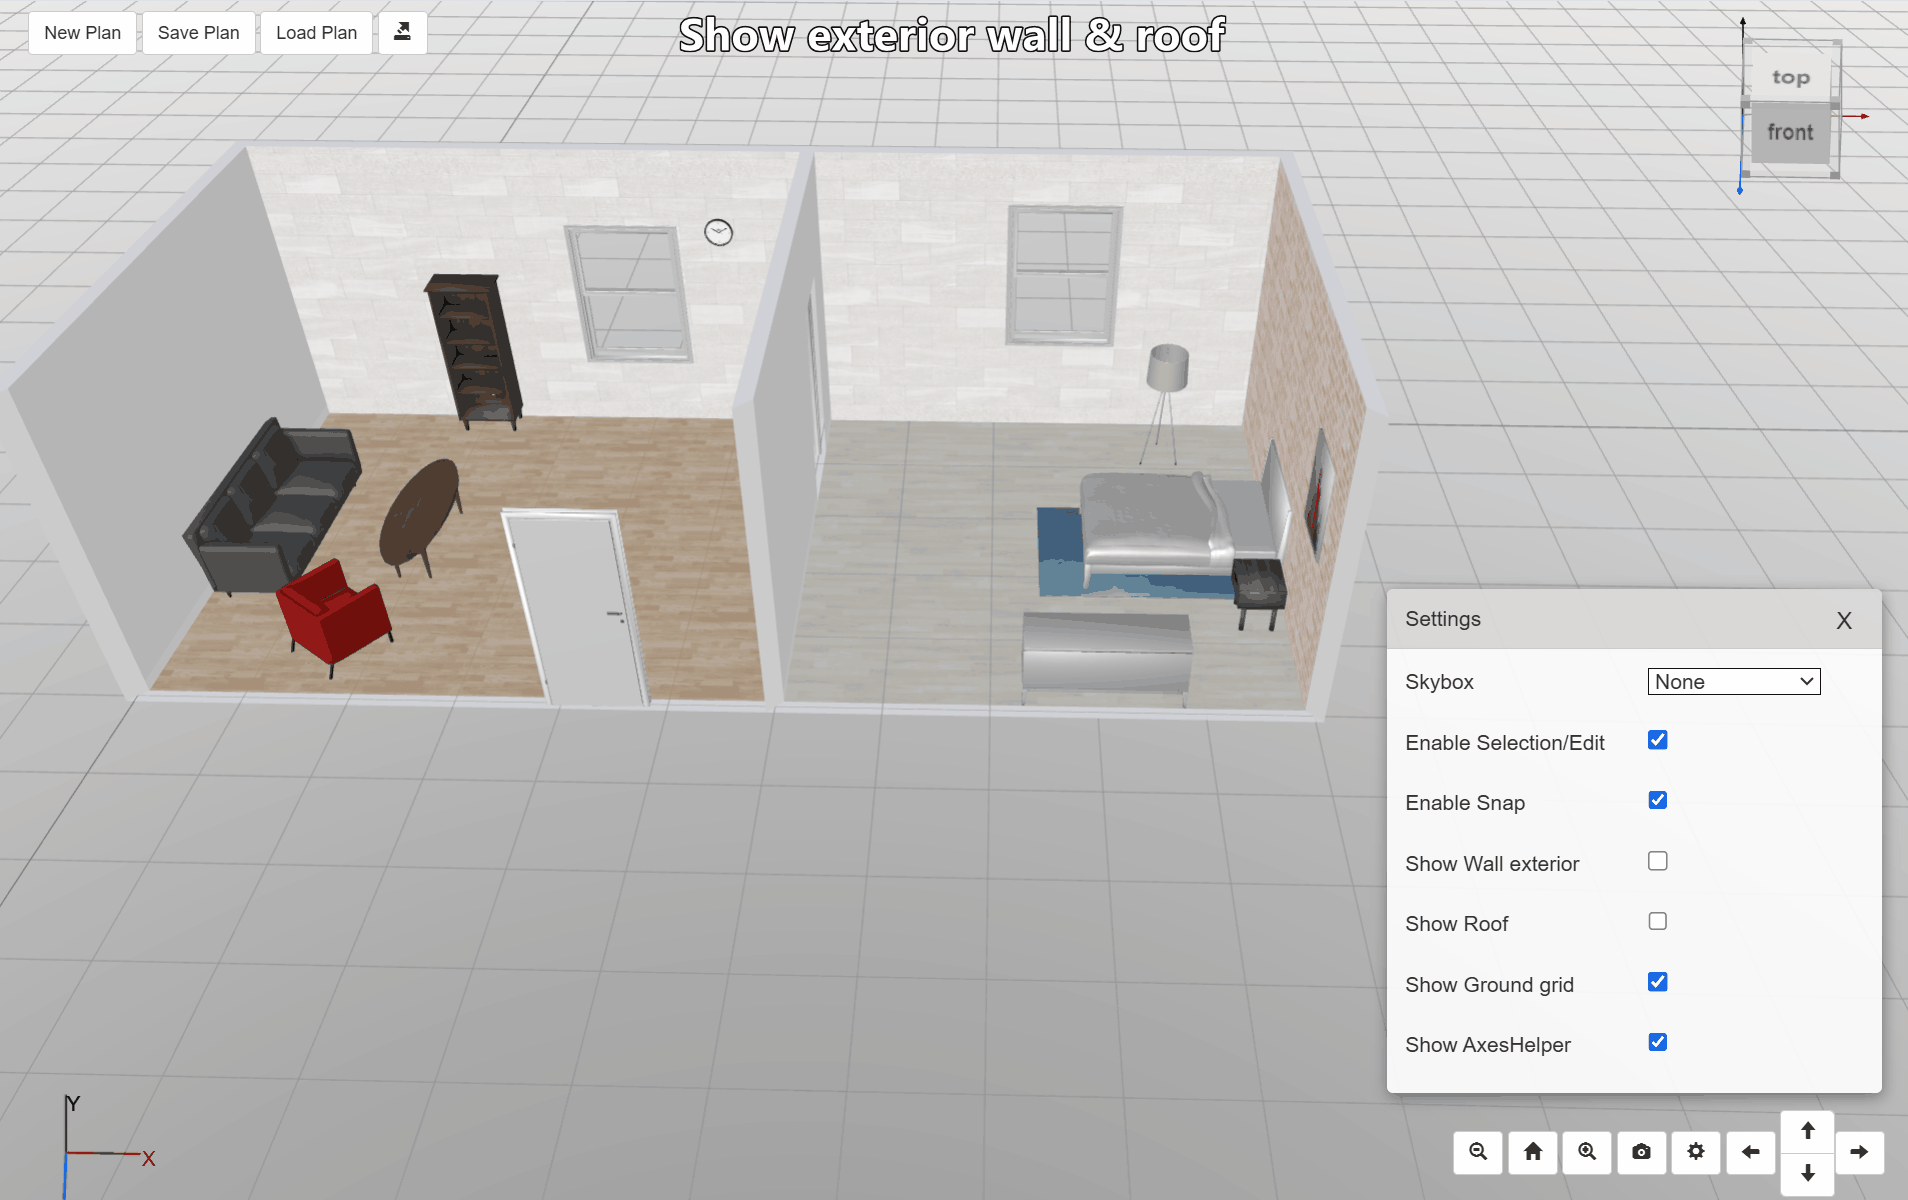 New Plan
Save Plan
Load Plan
Show exterior wall & roof
top
front
Settings
X
Skybox
None
Enable Selection/Edit
Enable Snap
Show Wall exterior
Show Roof
Show Ground grid
Show AxesHelper
Y
X